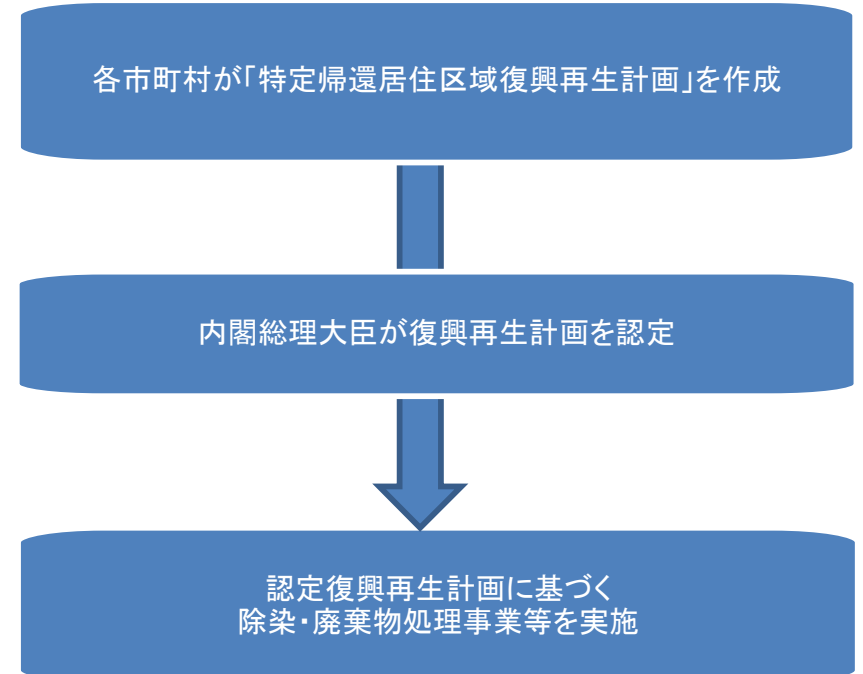 各市町村が「特定帰還居住区域復興再生計画」を作成
内閣総理大臣が復興再生計画を認定
認定復興再生計画に基づく
除染・廃棄物処理事業等を実施